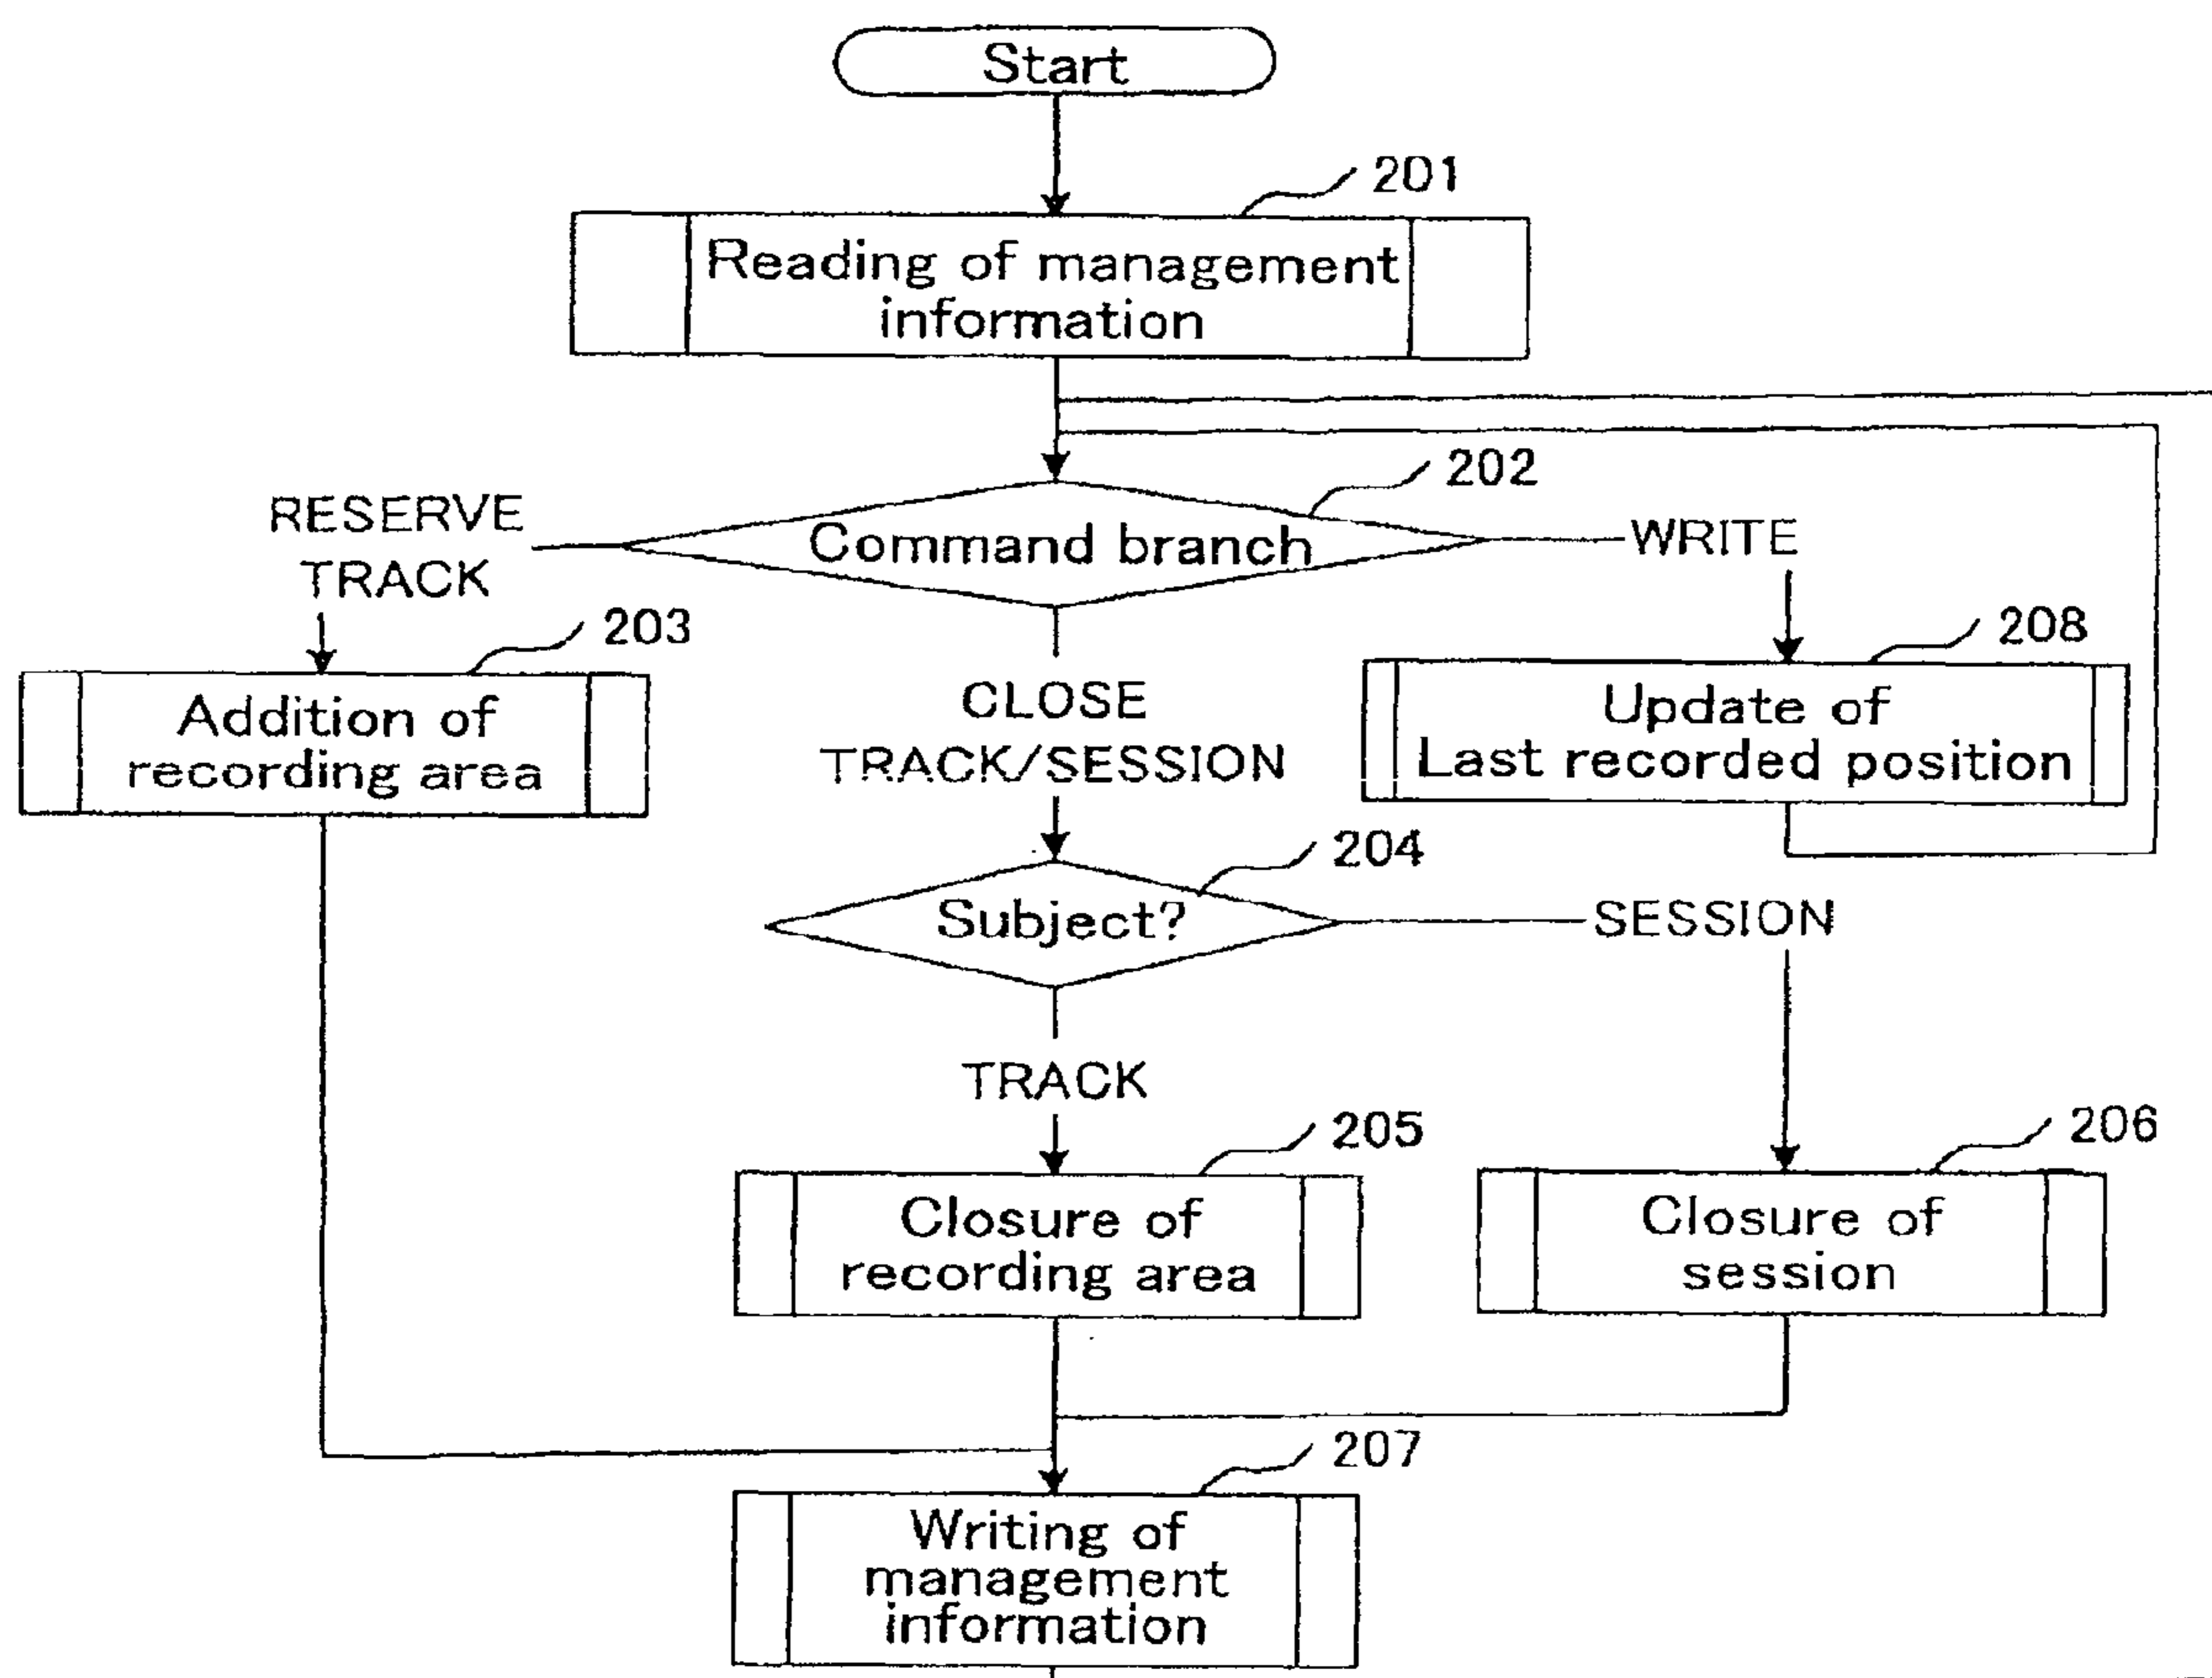 Start
201
Reading of management
information
202
RESERVE
TRACK
Command branch
WRITE
203
Addition of
recording area
CLOSE
TRACK/SESSION
208
Update of
Last recorded position
204
Subject?
SESSION
TRACK
205
Closure of
recording area
206
Closure of
session
207
Writing of
management
information